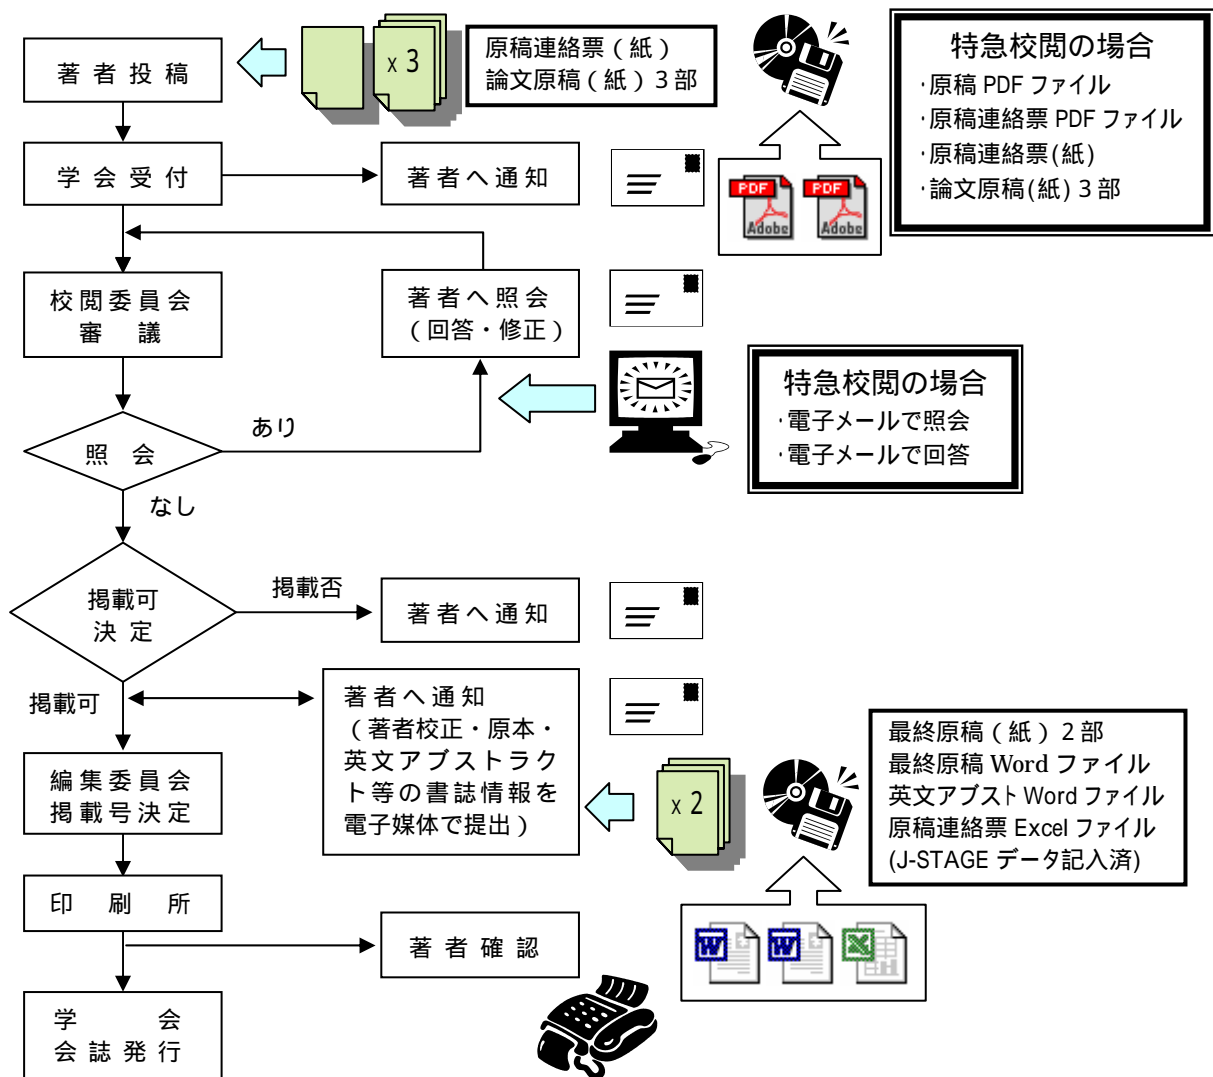 著者投稿
x 3
原稿連絡票（紙）
論文原稿（紙）３部
特急校閲の場合
・原稿 PDF ファイル
・原稿連絡票 PDF ファイル
・原稿連絡票(紙)
・論文原稿(紙)３部
学会受付
著者へ通知
PDF
Adobe
PDF
Adobe
校閲委員会
審議
著者へ照会
（回答・修正）
特急校閲の場合
・電子メールで照会
・電子メールで回答
照会
あり
なし
掲載可
決定
掲載否
著者へ通知
掲載可
著者へ通知
（著者校正・原本・
英文アブストラク
ト等の書誌情報を
電子媒体で提出）
x 2
最終原稿（紙）２部
最終原稿 Word ファイル
英文アブスト Word ファイル
原稿連絡票 Excel ファイル
(J-STAGE データ記入済)
編集委員会
掲載号決定
印刷所
W
W
X
著者確認
学会
会誌発行